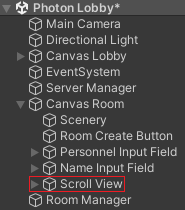 Photon Lobby*
Main Camera
Directional Light
Canvas Lobby
EventSystem
Server Manager
Canvas Room
Scenery
Room Create Button
Personnel Input Field
Name Input Field
Scroll View
Room Manager